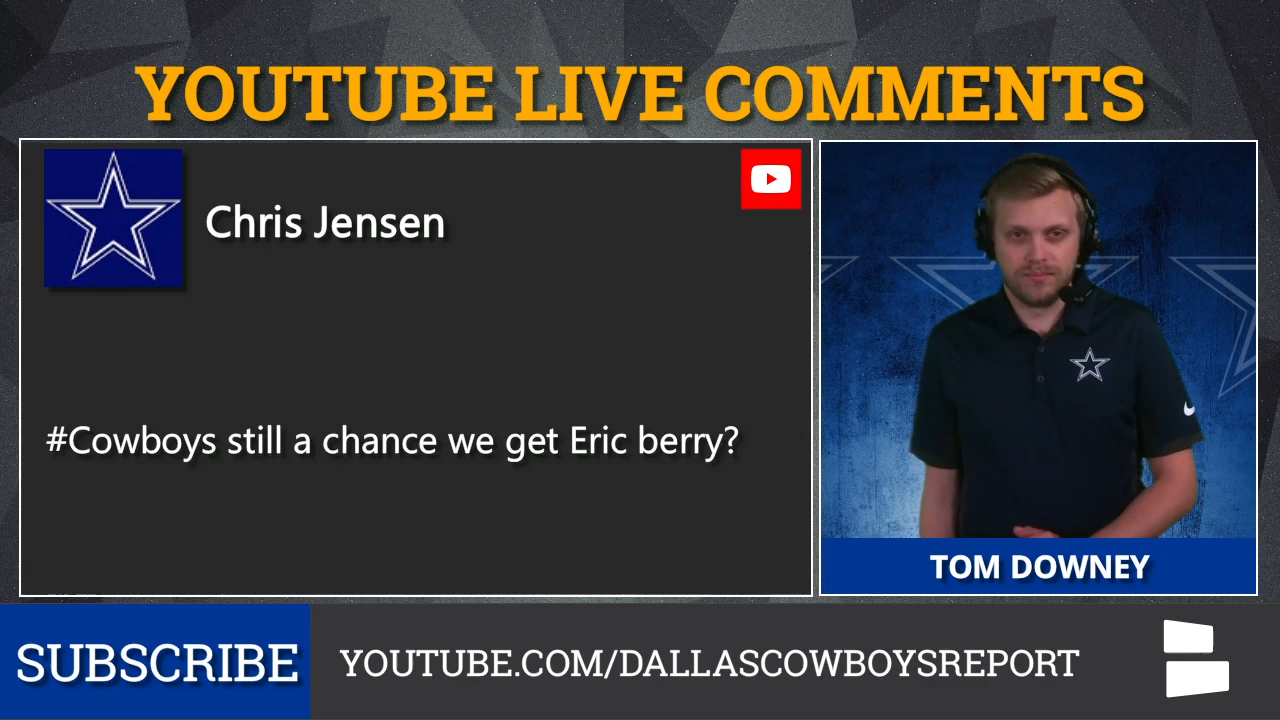 YOUTUBE LIVE COMMENTS
Chris Jensen
#Cowboys still a chance we get Eric berry?
TOM DOWNEY
SUBSCRIBE
YOUTUBE.COM/DALLASCOWBOYSREPORT